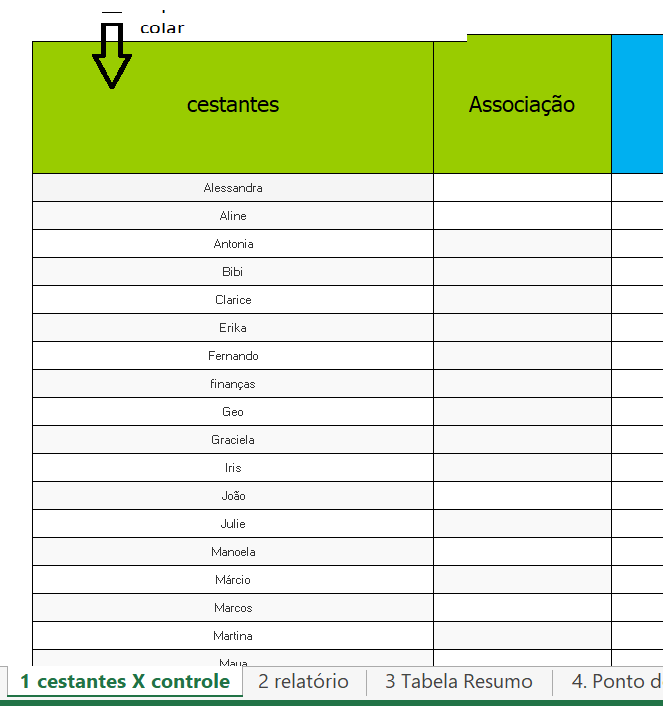 colar
cestantes Associação
Alessandra
Aline
Antonia
Bibi
Clarice
Erika
Fernando
finanças
Geo
Graciela
Iris
João
Julie
Manoela
Márcio
Marcos
Martina
Maua
1 cestantes X controle 2 relatório 3 Tabela Resumo 4. Ponto d